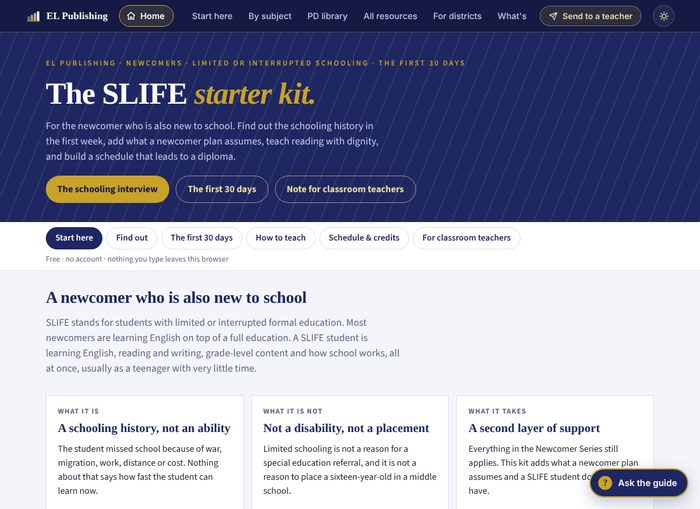 EL Publishing
Home
Start here
By subject
PD library
All resources
For districts
What's
Send to a teacher
EL PUBLISHING · NEWCOMERS · LIMITED OR INTERRUPTED SCHOOLING · THE FIRST 30 DAYS
The SLIFE starter kit.
For the newcomer who is also new to school. Find out the schooling history in
the first week, add what a newcomer plan assumes, teach reading with dignity,
and build a schedule that leads to a diploma.
The schooling interview
The first 30 days
Note for classroom teachers
Start here
Find out
The first 30 days
How to teach
Schedule & credits
For classroom teachers
Free · no account · nothing you type leaves this browser
A newcomer who is also new to school
SLIFE stands for students with limited or interrupted formal education. Most
newcomers are learning English on top of a full education. A SLIFE student is
learning English, reading and writing, grade-level content and how school works, all
at once, usually as a teenager with very little time.
WHAT IT IS
A schooling history, not an ability
The student missed school because of war,
migration, work, distance or cost. Nothing
about that says how fast the student can
learn now.
WHAT IT IS NOT
Not a disability, not a placement
Limited schooling is not a reason for a
special education referral, and it is not a
reason to place a sixteen-year-old in a middle
school.
WHAT IT TAKES
A second layer of support
Everything in the Newcomer Series still
applies. This kit adds what a newcomer plan
assumes and a SLIFE student
have.
? Ask the guide